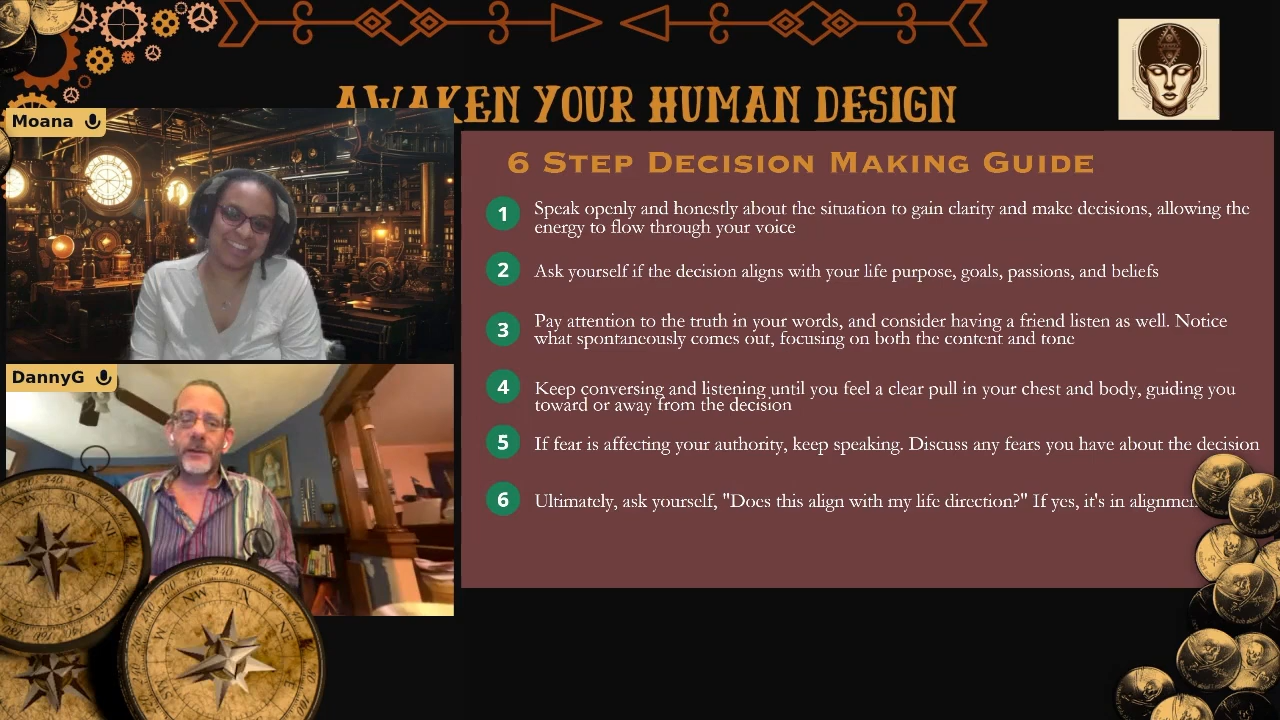 AWAKEN YOUR HUMAN DESIGN
Moana
6 STEP DECISION MAKING GUIDE
1 Speak openly and honestly about the situation to gain clarity and make decisions, allowing the
energy to flow through your voice
2 Ask yourself if the decision aligns with your life purpose, goals, passions, and beliefs
3 Pay attention to the truth in your words, and consider having a friend listen as well. Notice
what spontaneously comes out, focusing on both the content and tone
DannyG
4 Keep conversing and listening until you feel a clear pull in your chest and body, guiding you
toward or away from the decision
5 If fear is affecting your authority, keep speaking. Discuss any fears you have about the decision
6 Ultimately, ask yourself, "Does this align with my life direction?" If yes, it's in